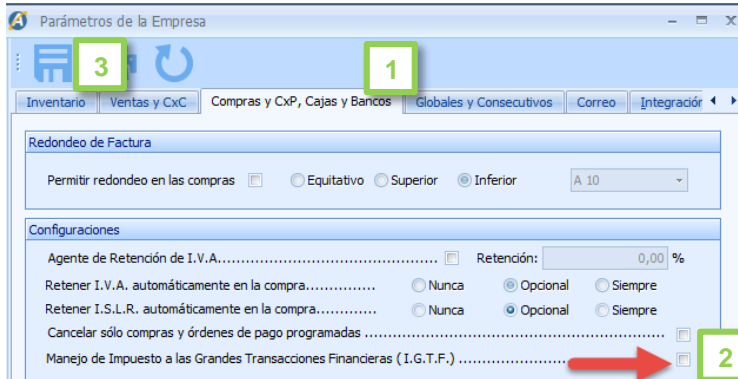 Parámetros de la Empresa
3
1
Inventario Ventas y CxC Compras y CxP, Cajas y Bancos Globales y Consecutivos Correo Integración
Redondeo de Factura
Permitir redondeo en las compras Equitativo Superior Inferior A 10
Configuraciones
Agente de Retención de I.V.A................................................ Retención: 0,00 %
Retener I.V.A. automáticamente en la compra............... Nunca Opcional Siempre
Retener I.S.L.R. automáticamente en la compra............. Nunca Opcional Siempre
Cancelar sólo compras y órdenes de pago programadas ................................................................
Manejo de Impuesto a las Grandes Transacciones Financieras ( I.G.T.F.) ........................
2